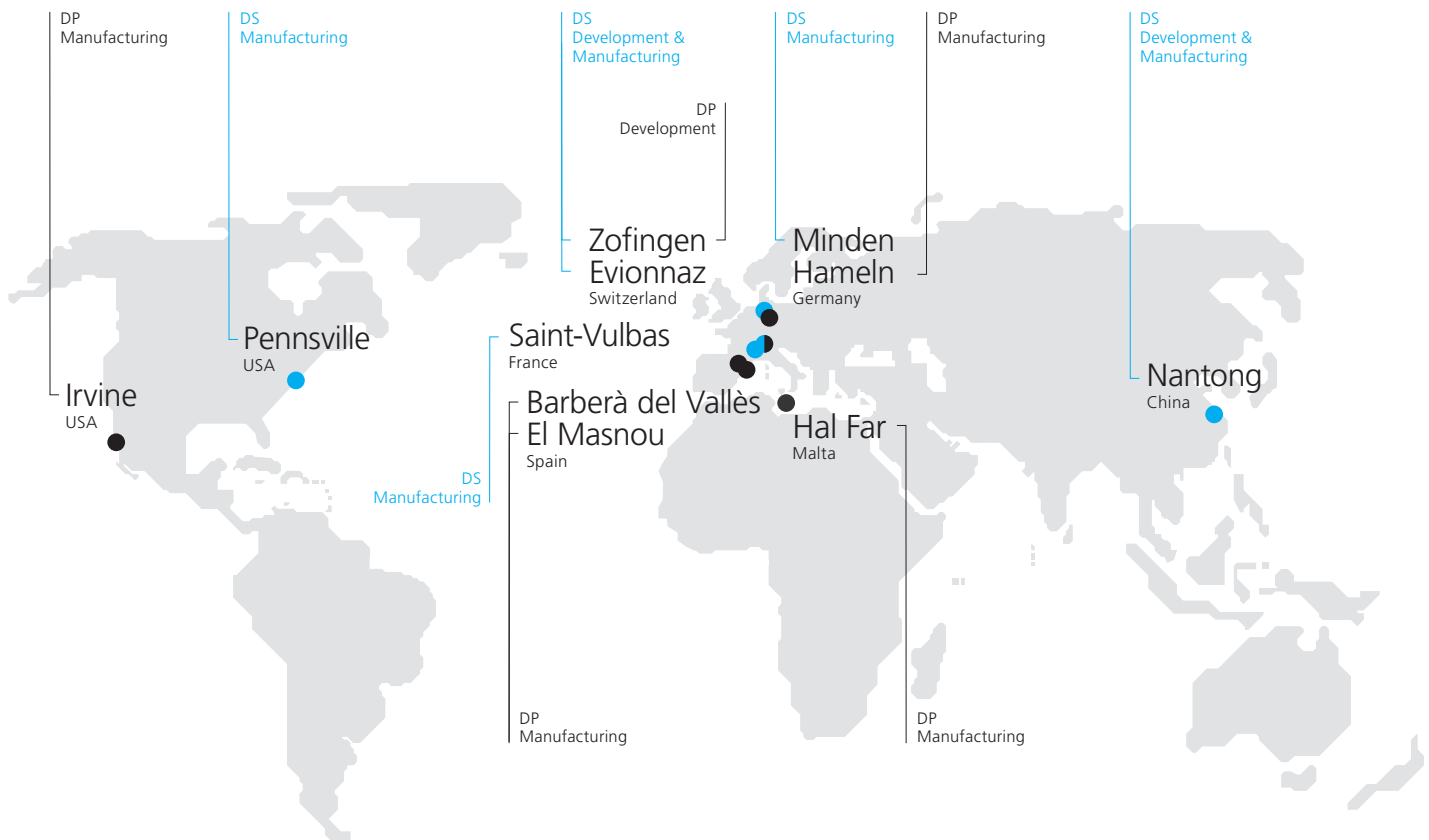 DP
Manufacturing
DS
Manufacturing
DS
Development &
Manufacturing
DS
Manufacturing
DP
Manufacturing
DS
Development &
Manufacturing
DP
Development
Zofingen
Evionnaz
Switzerland
Minden
Hameln
Germany
Pennsville
USA
Saint-Vulbas
France
Irvine
USA
Barberà del Vallès
El Masnou
Spain
Hal Far
Malta
Nantong
China
DS
Manufacturing
DP
Manufacturing
DP
Manufacturing